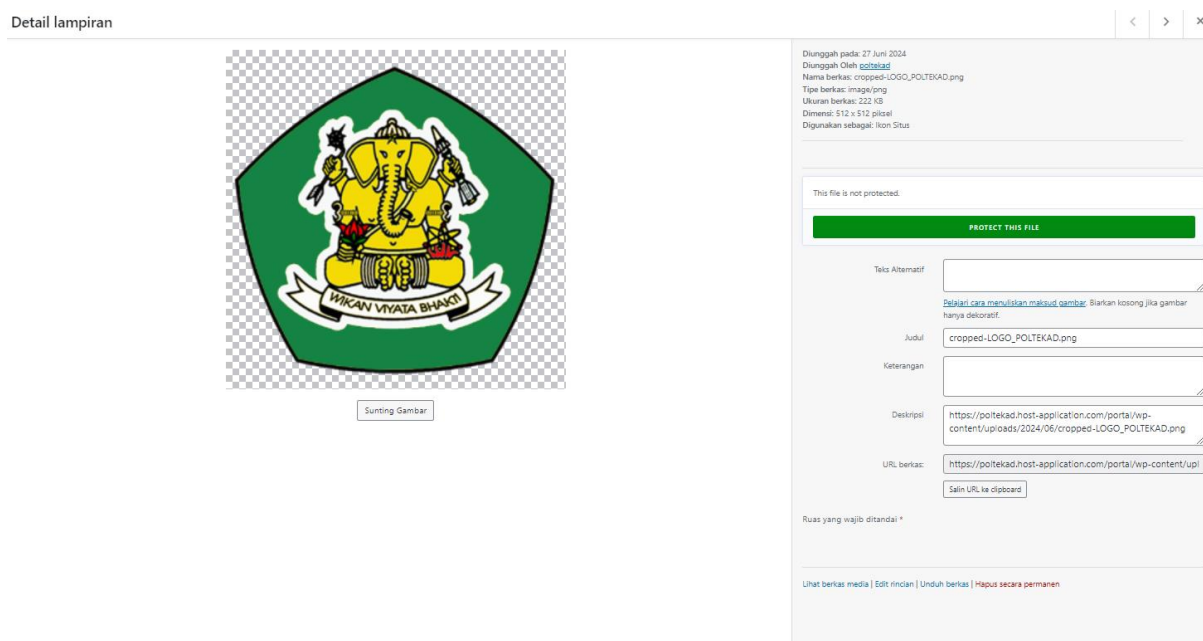 Detail lampiran
Diunggah pada: 27 Juni 2024
Diunggah Oleh poltekad
Nama berkas: cropped-LOGO_POLTEKAD.png
Tipe berkas: image/png
Ukuran berkas: 222 KB
Dimensi: 512 x 512 piksel
Digunakan sebagai: Ikon Situs
This file is not protected.
PROTECT THIS FILE
WIKAN VIYATA BHAKTI
Sunting Gambar
Teks Alternatif
Pelajari cara menuliskan maksud gambar. Biarkan kosong jika gambar
hanya dekoratif.
Judul cropped-LOGO_POLTEKAD.png
Keterangan
Deskripsi https://poltekad.host-application.com/portal/wp-
content/uploads/2024/06/cropped-LOGO_POLTEKAD.png
URL berkas: https://poltekad.host-application.com/portal/wp-content/upl
Salin URL ke clipboard
Ruas yang wajib ditandai *
Lihat berkas media | Edit rincian | Unduh berkas | Hapus secara permanen